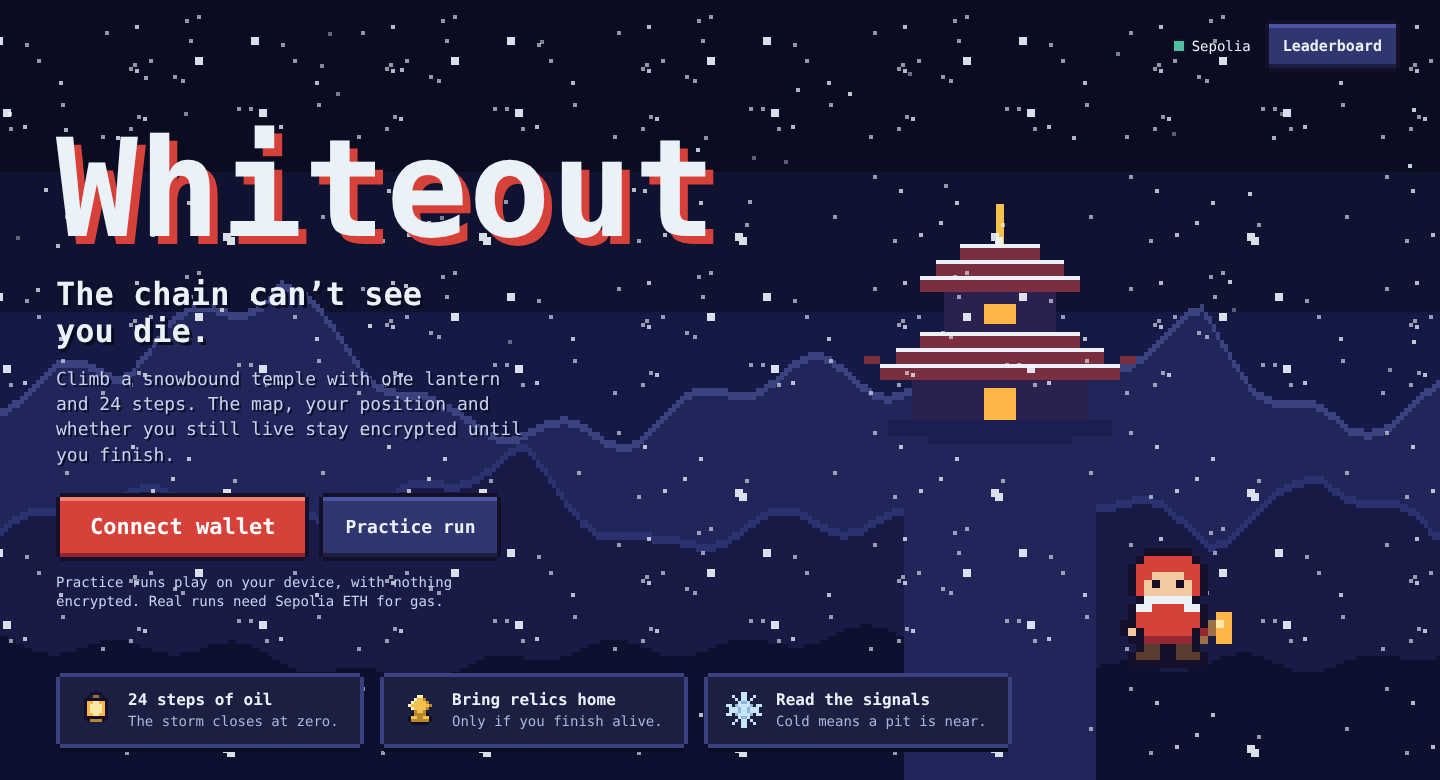 Sepolia
Leaderboard
Whiteout
The chain can’t see
you die.
Climb a snowbound temple with one lantern
and 24 steps. The map, your position and
whether you still live stay encrypted until
you finish.
Connect wallet
Practice run
Practice runs play on your device, with nothing
encrypted. Real runs need Sepolia ETH for gas.
24 steps of oil
The storm closes at zero.
Bring relics home
Only if you finish alive.
Read the signals
Cold means a pit is near.